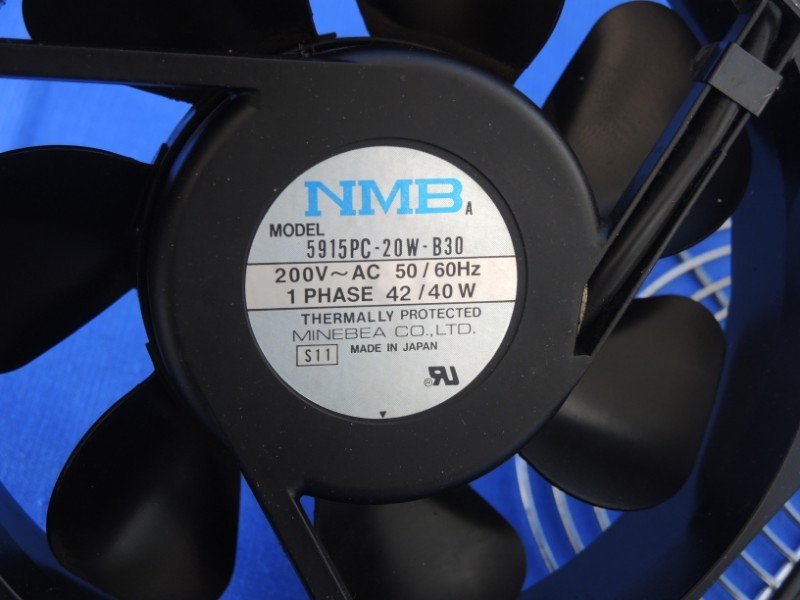 NMB A
MODEL
5915PC-20W-B30
200V～AC 50/60Hz
1 PHASE 42/40W
THERMALLY PROTECTED
MINEBEA CO.,LTD.
S11 MADE IN JAPAN
®RU